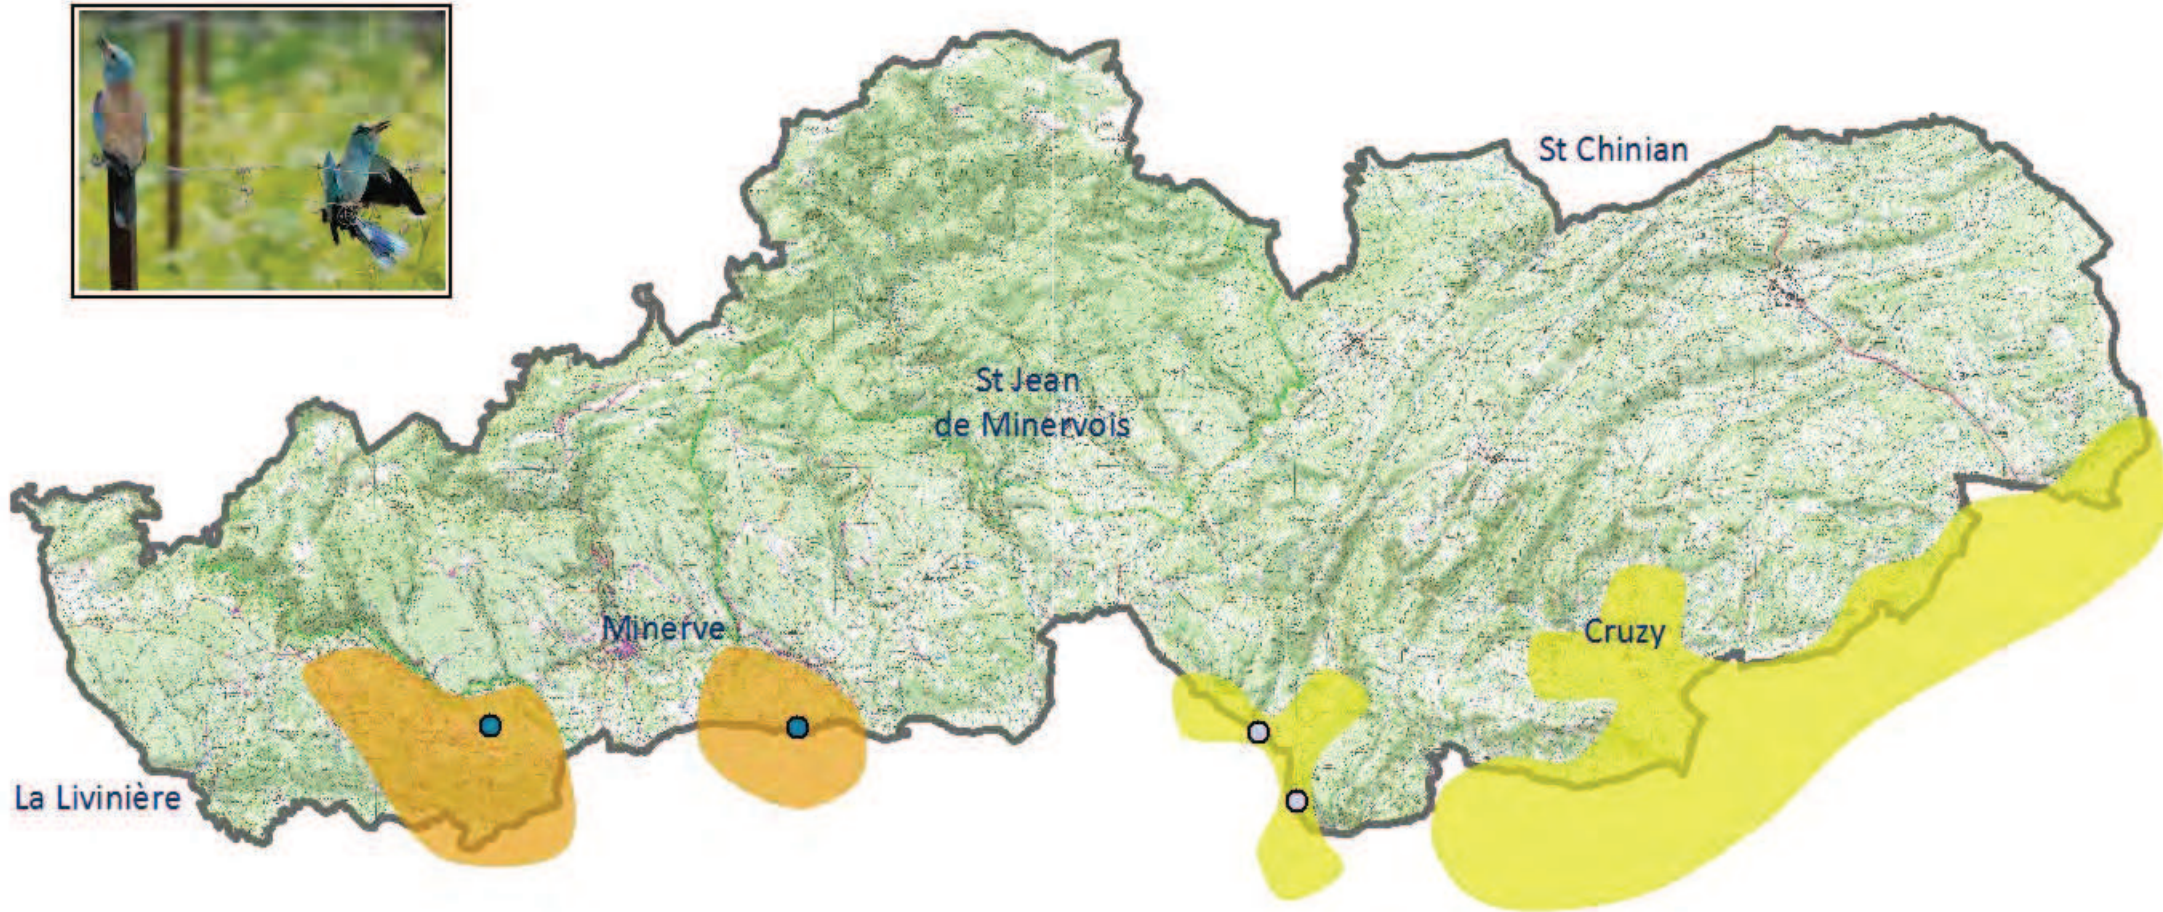 St Chinian
St Jean
de Minervois
Minerve
Cruzy
La Livinière